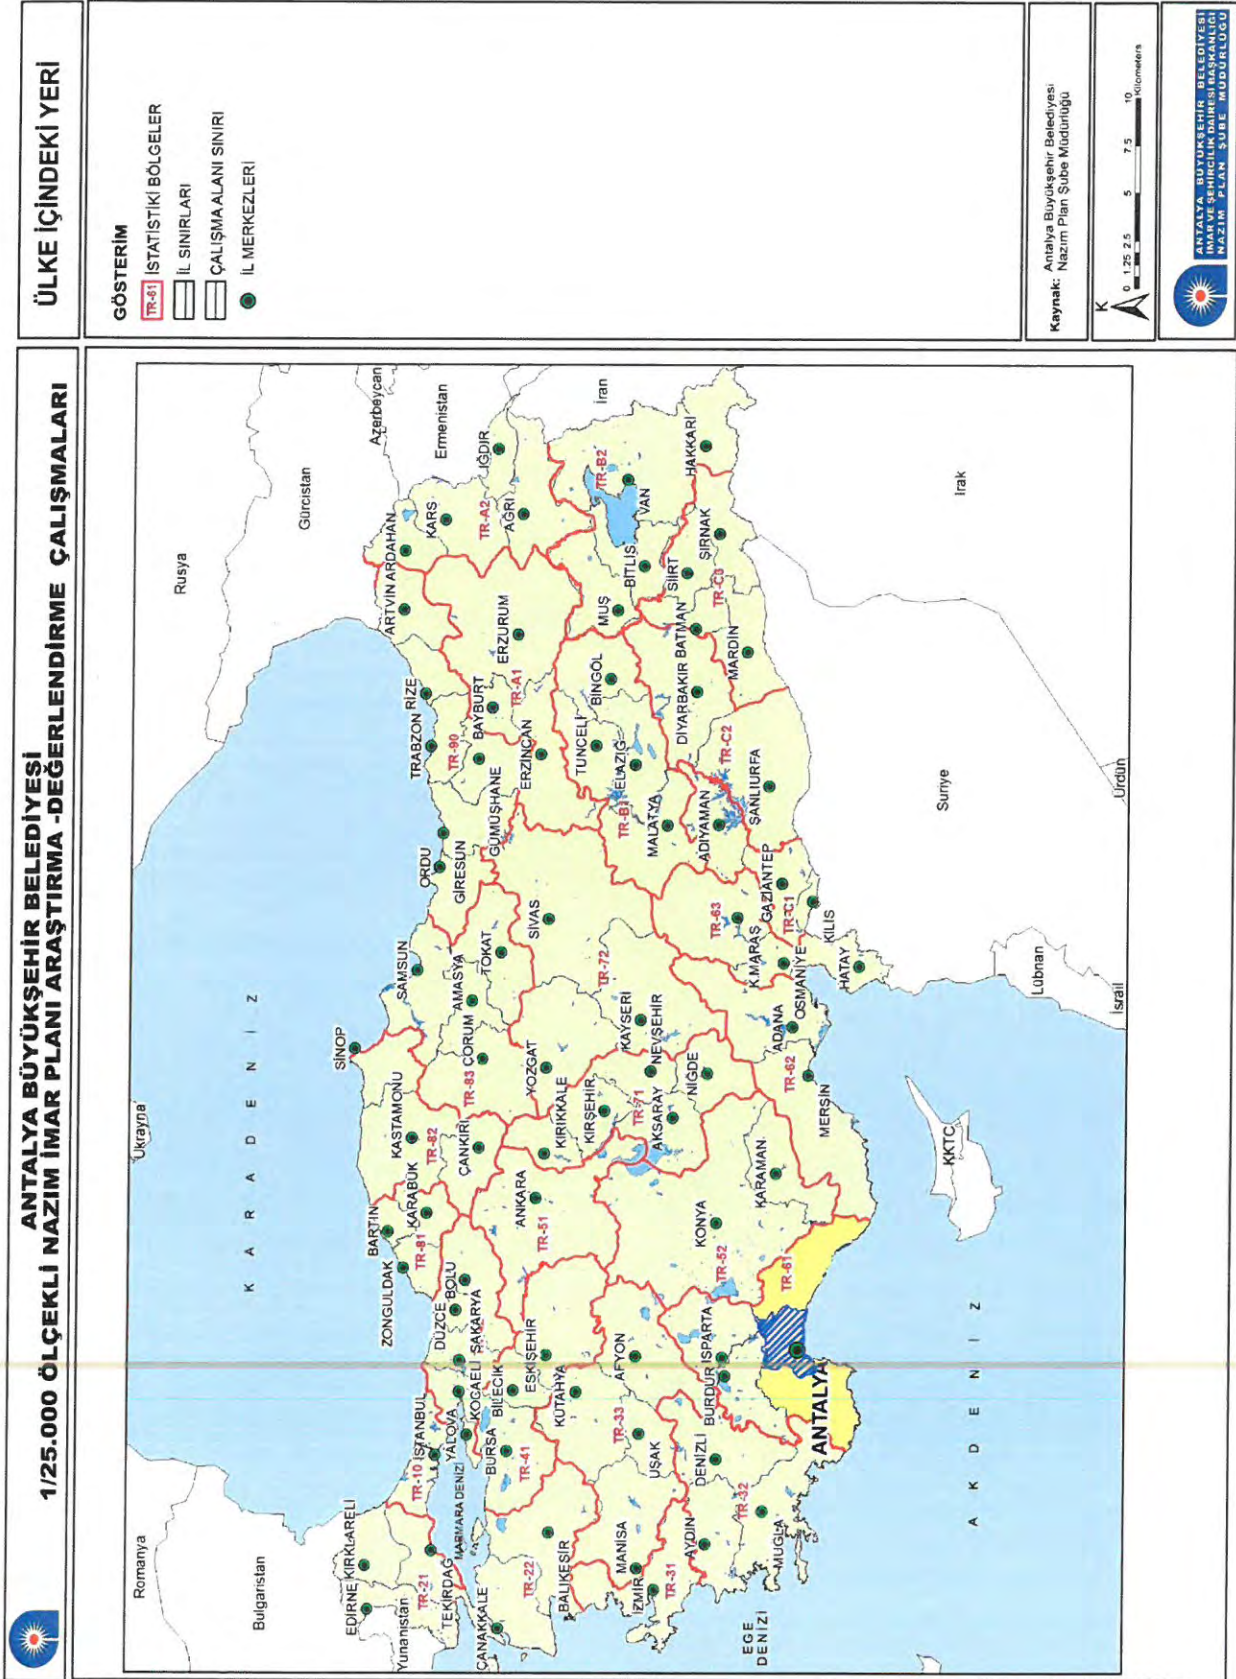 ANTALYA BÜYÜKŞEHİR BELEDİYESİ
1/25.000 ÖLÇEKLİ NAZIM İMAR PLANI ARAŞTIRMA -DEĞERLENDİRME ÇALIŞMALARI
ÜLKE İÇİNDEKİ YERİ
GÖSTERİM
TR-61 İSTATİSTİKİ BÖLGELER
İL SINIRLARI
ÇALIŞMA ALANI SINIRI
İL MERKEZLERİ
Kaynak: Antalya Büyükşehir Belediyesi
Nazım Plan Şube Müdürlüğü
K
0 1.25 2.5 5 7.5 10
Kilometers
ANTALYA BÜYÜKŞEHİR BELEDİYESİ
İMAR VE ŞEHİRCİLİK DAİRESİ BAŞKANLIĞI
NAZIM PLAN ŞUBE MÜDÜRLÜĞÜ
Romanya
Ukrayna
Rusya
Bulgaristan
Gürcistan
Azerbeycan
Ermenistan
Yunanistan
İran
Irak
Suriye
Ürdün
Lübnan
İsrail
KKTC
KARADENİZ
AKDENİZ
EGE
DENİZİ
MARMARA DENİZİ
EDİRNE
KIRKLARELİ
TR-21
TEKİRDAĞ
TR-10
İSTANBUL
ÇANAKKALE
YALOVA
KOCAELİ
SAKARYA
DÜZCE
BOLU
ZONGULDAK
BARTIN
TR-81
KARABÜK
KASTAMONU
TR-82
ÇANKIRI
SİNOP
SAMSUN
AMASYA
TR-83
ÇORUM
TOKAT
ORDU
GİRESUN
GÜMÜŞHANE
TRABZON
RİZE
TR-90
BAYBURT
ARTVİN
ARDAHAN
KARS
IĞDIR
TR-A2
AĞRI
ERZURUM
TR-A1
ERZİNCAN
BURSA
TR-41
BİLECİK
ESKİŞEHİR
TR-22
BALIKESİR
KÜTAHYA
ANKARA
TR-51
KIRIKKALE
YOZGAT
SİVAS
TR-72
KAYSERİ
KIRŞEHİR
NEVŞEHİR
TR-71
AKSARAY
NİĞDE
TUNCELİ
BİNGÖL
ELAZIĞ
MALATYA
MUŞ
BİTLİS
TR-B2
VAN
HAKKARİ
ŞIRNAK
SİİRT
TR-C3
BATMAN
MARDİN
DİYARBAKIR
TR-C2
ŞANLIURFA
ADIYAMAN
GAZİANTEP
TR-C1
KİLİS
TR-63
K.MARAŞ
OSMANİYE
HATAY
ADANA
TR-62
MERSİN
KARAMAN
KONYA
TR-52
TR-61
ANTALYA
ISPARTA
BURDUR
AFYON
TR-33
UŞAK
MANİSA
İZMİR
TR-31
AYDIN
DENİZLİ
TR-32
MUĞLA